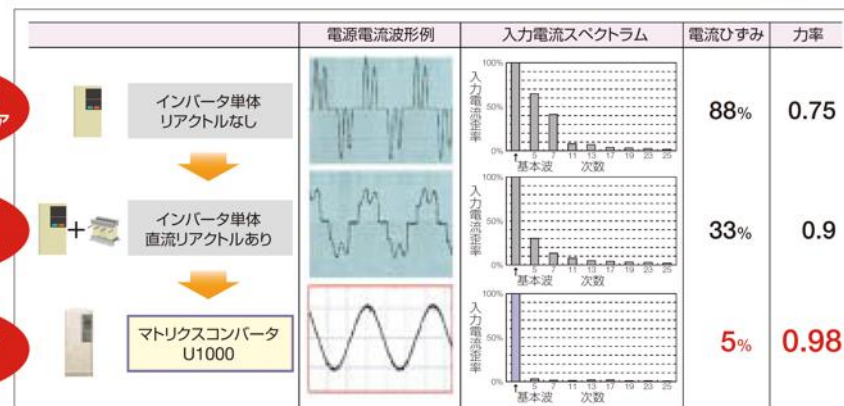 電源電流波形例
入力電流スペクトラム
電流ひずみ
力率
ア
インバータ単体
リアクトルなし
入力電流歪率
100%
50%
0%
5 7 11 13 17 19 23 25
基本波 次数
88%
0.75
+
インバータ単体
直流リアクトルあり
入力電流歪率
100%
50%
0%
5 7 11 13 17 19 23 25
基本波 次数
33%
0.9
マトリクスコンバータ
U1000
入力電流歪率
100%
50%
0%
5 7 11 13 17 19 23 25
基本波 次数
5%
0.98